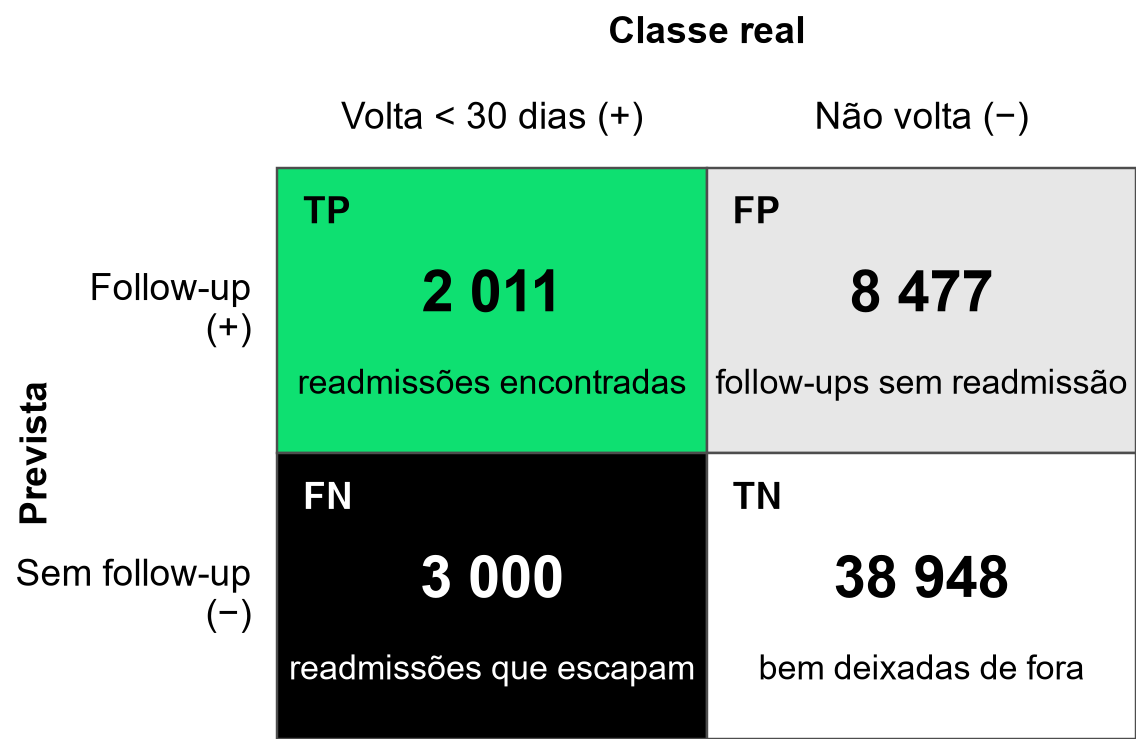 Classe real
Volta < 30 dias (+)
Não volta (−)
Prevista
Follow-up
(+)
TP
2 011
readmissões encontradas
FP
8 477
follow-ups sem readmissão
Sem follow-up
(−)
FN
3 000
readmissões que escapam
TN
38 948
bem deixadas de fora